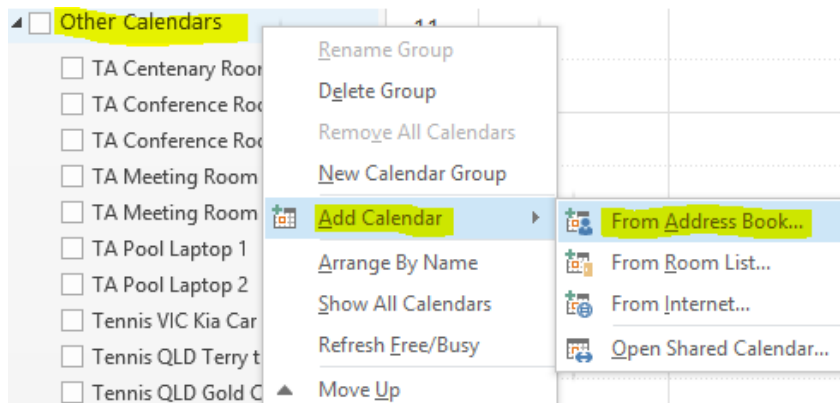 Other Calendars
TA Centenary Room
TA Conference Roo
TA Conference Roo
TA Meeting Room
TA Meeting Room
TA Pool Laptop 1
TA Pool Laptop 2
Tennis VIC Kia Car
Tennis QLD Terry t
Tennis QLD Gold C
11
Rename Group
Delete Group
Remove All Calendars
New Calendar Group
Add Calendar
Arrange By Name
Show All Calendars
Refresh Free/Busy
Move Up
From Address Book...
From Room List...
From Internet...
Open Shared Calendar...